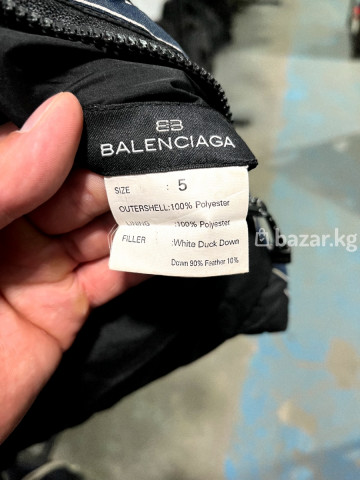 BB
BALENCIAGA
SIZE : 5
OUTERSHELL:100% Polyester
LINING :100% Polyester
FILLER :White Duck Down
Down 90% Feather 10%
bazar.kg